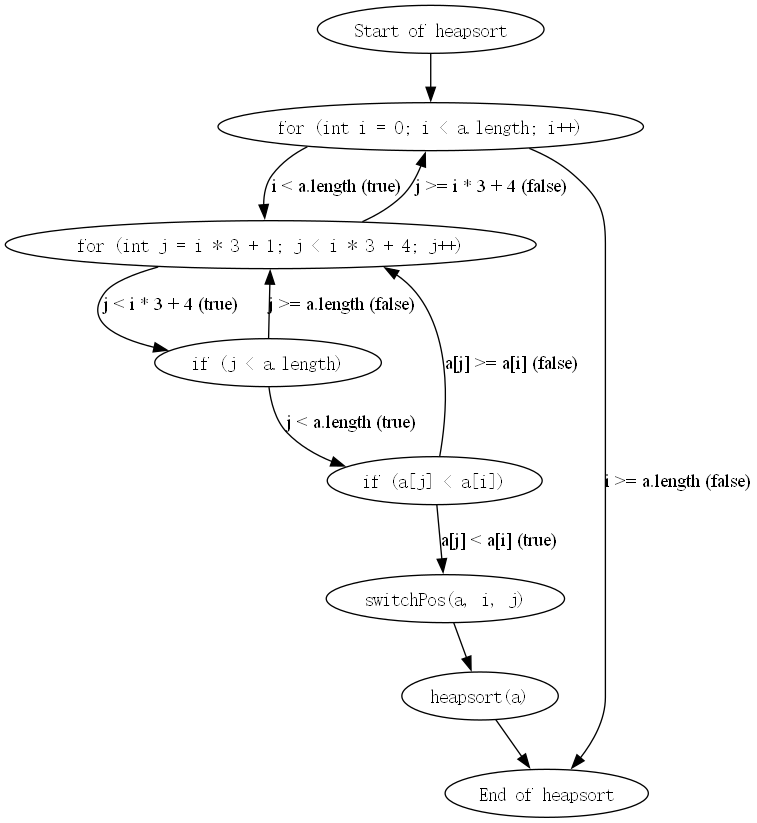 Start of heapsort
for (int i = 0; i < a.length; i++)
i < a.length (true)
j >= i * 3 + 4 (false)
for (int j = i * 3 + 1; j < i * 3 + 4; j++)
j < i * 3 + 4 (true)
j >= a.length (false)
if (j < a.length)
a[j] >= a[i] (false)
j < a.length (true)
if (a[j] < a[i])
i >= a.length (false)
a[j] < a[i] (true)
switchPos(a, i, j)
heapsort(a)
End of heapsort